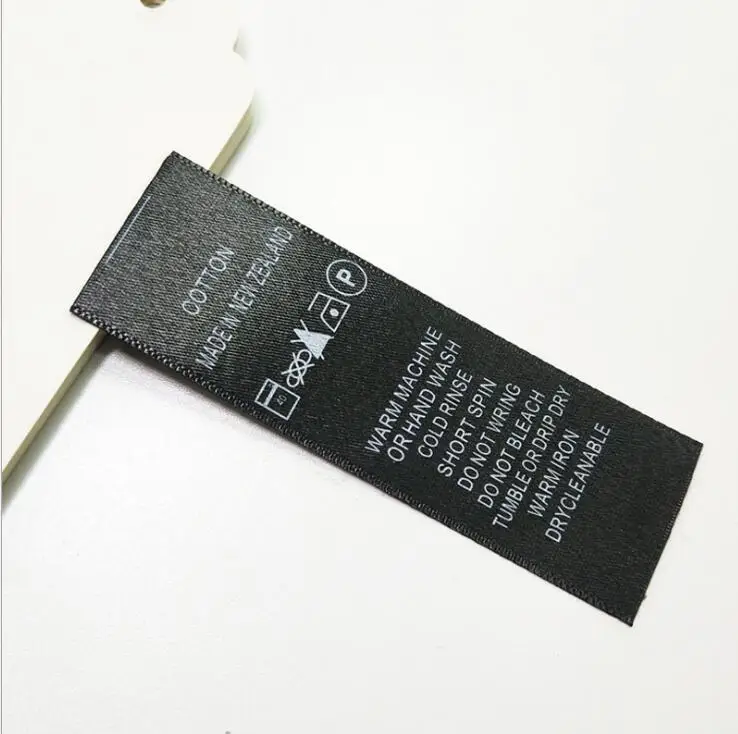 COTTON
MADE IN NEW ZEALAND
P
WARM MACHINE
OR HAND WASH
COLD RINSE
SHORT SPIN
DO NOT WRING
DO NOT BLEACH
TUMBLE OR DRIP DRY
WARM IRON
DRYCLEANABLE